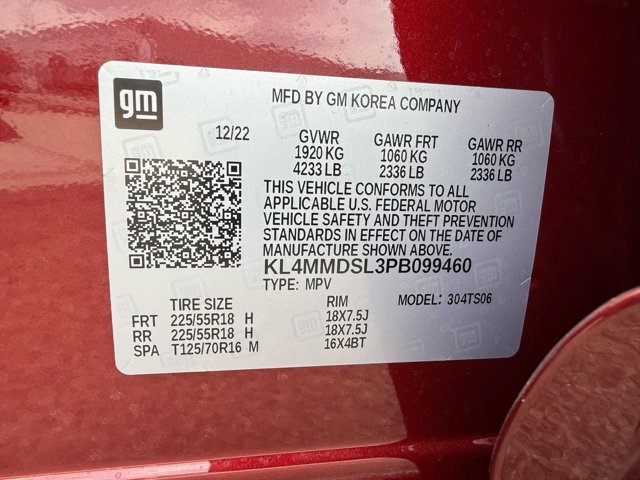 gm
MFD BY GM KOREA COMPANY
12/22
GVWR GAWR FRT GAWR RR
1920 KG 1060 KG 1060 KG
4233 LB 2336 LB 2336 LB
THIS VEHICLE CONFORMS TO ALL
APPLICABLE U.S. FEDERAL MOTOR
VEHICLE SAFETY AND THEFT PREVENTION
STANDARDS IN EFFECT ON THE DATE OF
MANUFACTURE SHOWN ABOVE.
KL4MMDSL3PB099460
TYPE: MPV MODEL: 304TS06
TIRE SIZE RIM
FRT 225/55R18 H 18X7.5J
RR 225/55R18 H 18X7.5J
SPA T125/70R16 M 16X4BT